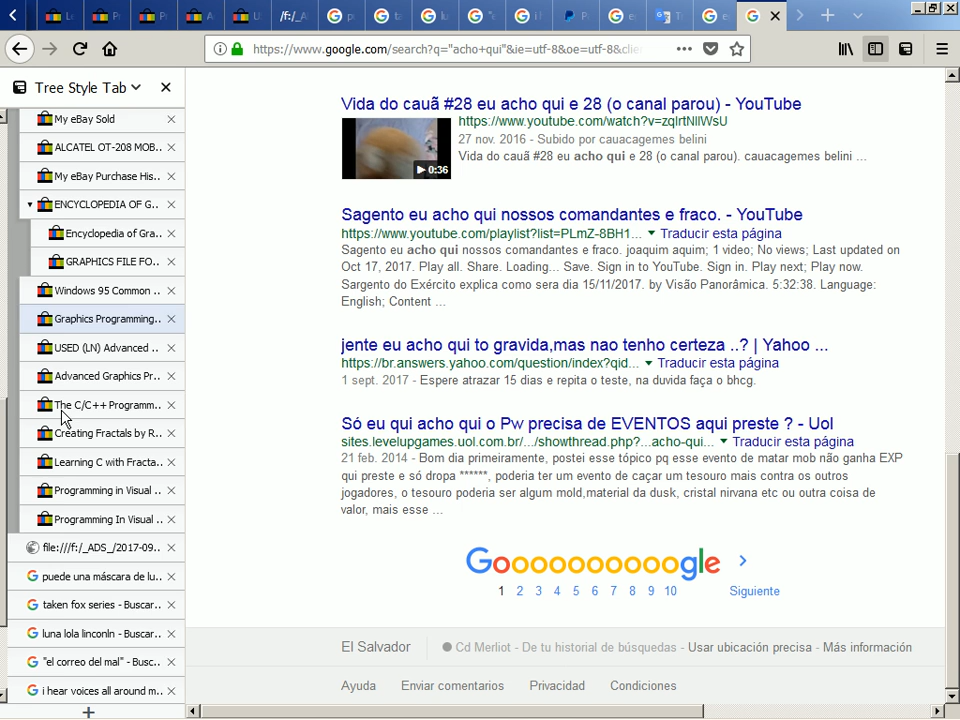 /f:/_
https://www.google.com/search?q="acho+qui"&ie=utf-8&oe=utf-8&clie
Tree Style Tab
My eBay Sold
ALCATEL OT-208 MOB..
My eBay Purchase His..
ENCYCLOPEDIA OF G..
Encyclopedia of Gra..
GRAPHICS FILE FO..
Windows 95 Common ..
Graphics Programming..
USED (LN) Advanced ..
Advanced Graphics Pr..
The C/C++ Programm..
Creating Fractals by R..
Learning C with Fracta..
Programming in Visual ..
Programming In Visual ..
file:///f:/_ADS_/2017-09..
puede una máscara de lu..
taken fox series - Buscar..
luna lola linconln - Buscar..
"el correo del mal" - Busc..
i hear voices all around m..
Vida do cauã #28 eu acho qui e 28 (o canal parou) - YouTube
https://www.youtube.com/watch?v=zqIrtNIIWsU
27 nov. 2016 - Subido por cauacagemes belini
Vida do cauã #28 eu acho qui e 28 (o canal parou). cauacagemes belini ...
0:36
Sagento eu acho qui nossos comandantes e fraco. - YouTube
https://www.youtube.com/playlist?list=PLmZ-8BH1... Traducir esta página
Sagento eu acho qui nossos comandantes e fraco. joaquim aquim; 1 video; No views; Last updated on
Oct 17, 2017. Play all. Share. Loading... Save. Sign in to YouTube. Sign in. Play next; Play now.
Sargento do Exército explica como sera dia 15/11/2017. by Visão Panorâmica. 5:32:38. Language:
English; Content ...
jente eu acho qui to gravida,mas nao tenho certeza ..? | Yahoo ...
https://br.answers.yahoo.com/question/index?qid... Traducir esta página
1 sept. 2017 - Espere atrazar 15 dias e repita o teste, na duvida faça o bhcg.
Só eu qui acho qui o Pw precisa de EVENTOS aqui preste ? - Uol
sites.levelupgames.uol.com.br/.../showthread.php?...acho-qui... Traducir esta página
21 feb. 2014 - Bom dia primeiramente, postei esse tópico pq esse evento de matar mob não ganha EXP
qui preste e só dropa ******, poderia ter um evento de caçar um tesouro mais contra os outros
jogadores, o tesouro poderia ser algum mold,material da dusk, cristal nirvana etc ou outra coisa de
valor, mais esse ...
Goooooooooogle
1 2 3 4 5 6 7 8 9 10 Siguiente
El Salvador Cd Merliot - De tu historial de búsquedas - Usar ubicación precisa - Más información
Ayuda Enviar comentarios Privacidad Condiciones